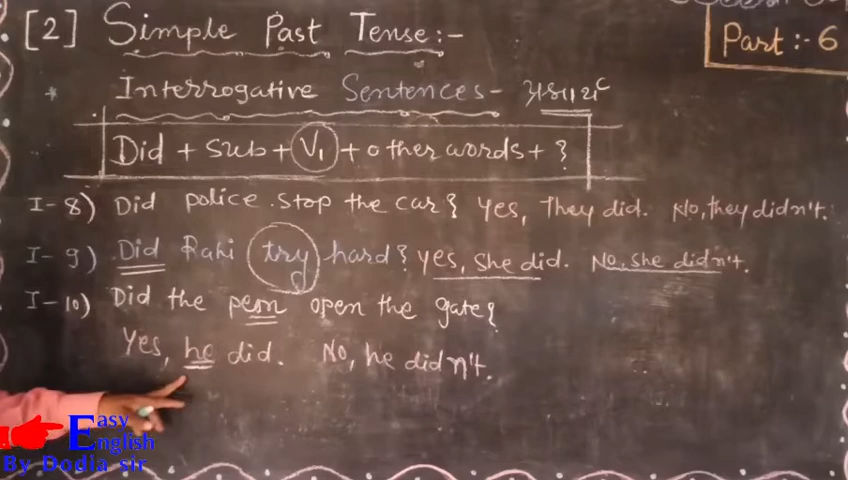 [2] Simple Past Tense:-
Part :- 6
* Interrogative Sentences -
Did + sub + V₁ + other words + ?
I-8) Did police stop the car? Yes, They did. No, they didn't.
I-9) Did Rahi try hard? yes, she did. No, she didn't.
I-10) Did the peon open the gate?
Yes, he did. No, he didn't.
Easy
English
By Dodia sir